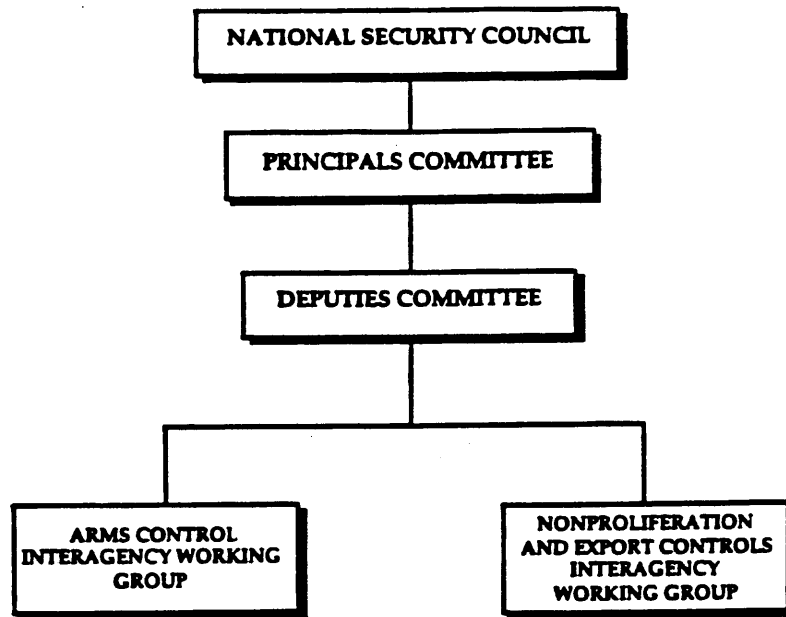 NATIONAL SECURITY COUNCIL
PRINCIPALS COMMITTEE
DEPUTIES COMMITTEE
ARMS CONTROL
INTERAGENCY WORKING
GROUP
NONPROLIFERATION
AND EXPORT CONTROLS
INTERAGENCY
WORKING GROUP